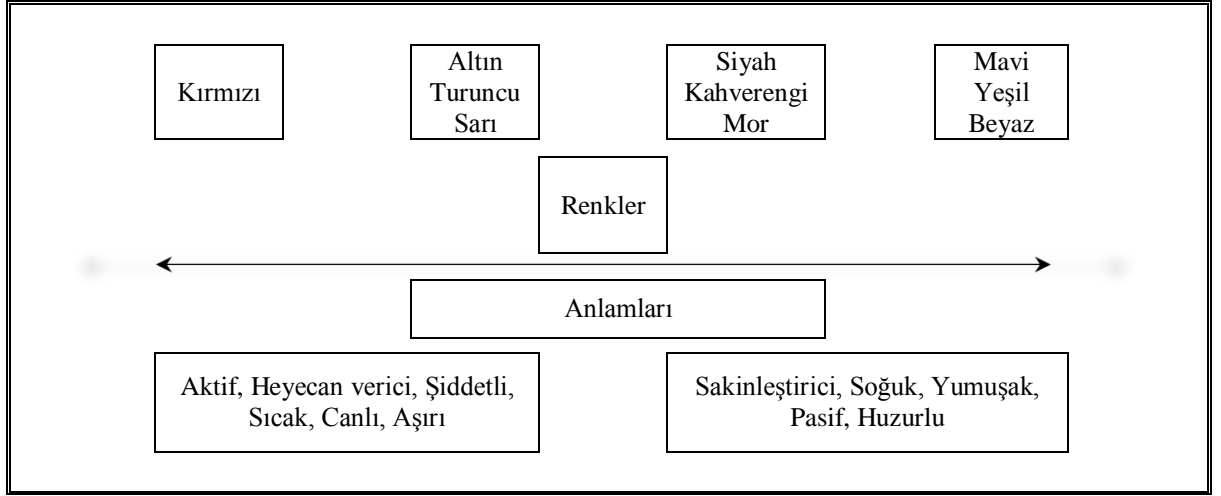 Kırmızı
Altın
Turuncu
Sarı
Siyah
Kahverengi
Mor
Mavi
Yeşil
Beyaz
Renkler
Anlamları
Aktif, Heyecan verici, Şiddetli,
Sıcak, Canlı, Aşırı
Sakinleştirici, Soğuk, Yumuşak,
Pasif, Huzurlu